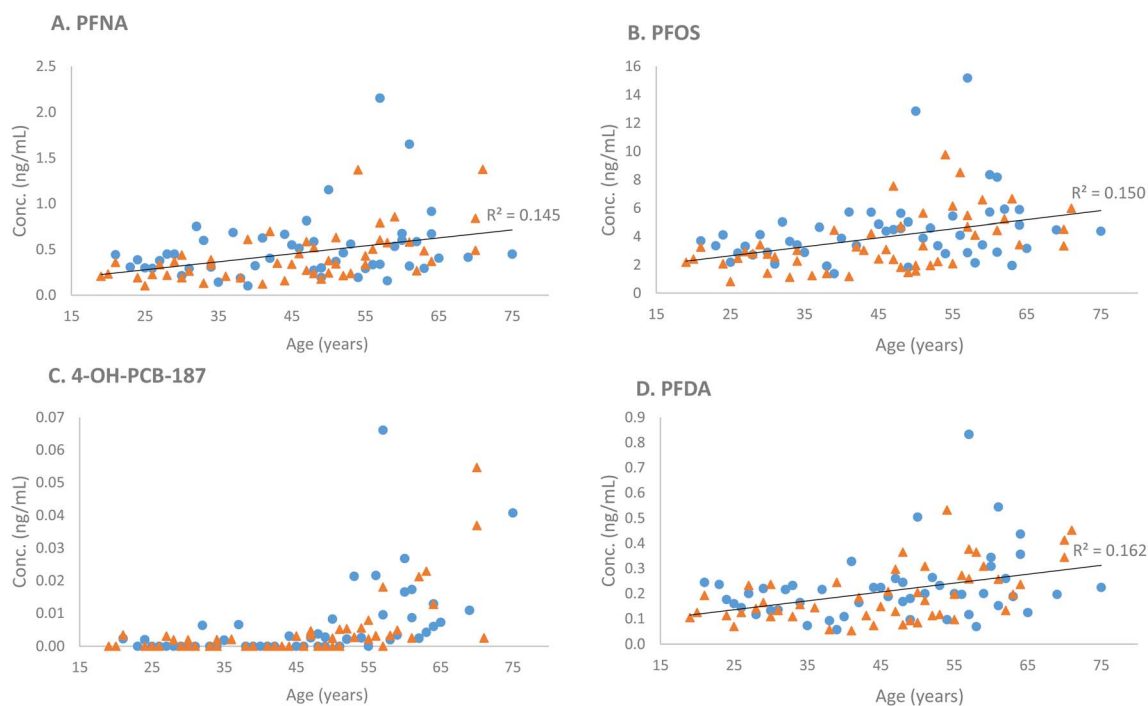 A. PFNA
2.5
2.0
1.5
1.0
0.5
0.0
Conc. (ng/mL)
R² = 0.145
15 25 35 45 55 65 75
Age (years)
B. PFOS
16
14
12
10
8
6
4
2
0
Conc. (ng/mL)
R² = 0.150
15 25 35 45 55 65 75
Age (years)
C. 4-OH-PCB-187
0.07
0.06
0.05
0.04
0.03
0.02
0.01
0.00
Conc. (ng/mL)
15 25 35 45 55 65 75
Age (years)
D. PFDA
0.9
0.8
0.7
0.6
0.5
0.4
0.3
0.2
0.1
0.0
Conc. (ng/mL)
R² = 0.162
15 25 35 45 55 65 75
Age (years)